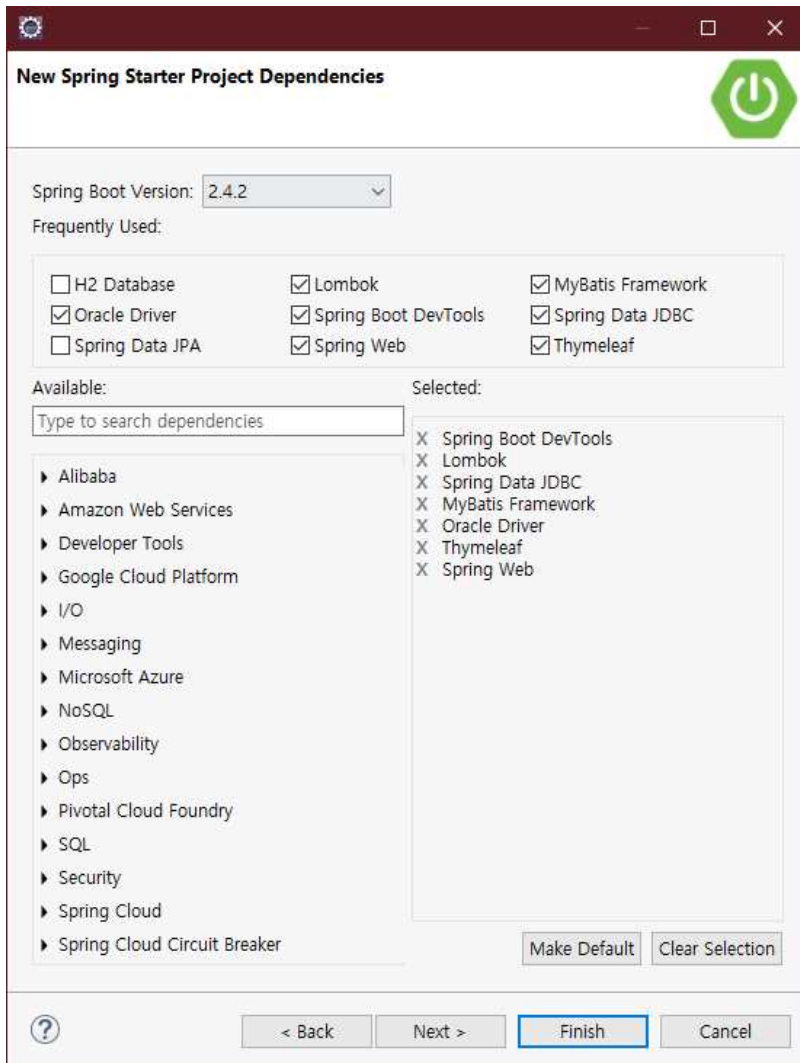 New Spring Starter Project Dependencies
Spring Boot Version: 2.4.2
Frequently Used:
H2 Database
Lombok
MyBatis Framework
Oracle Driver
Spring Boot DevTools
Spring Data JDBC
Spring Data JPA
Spring Web
Thymeleaf
Available:
Type to search dependencies
Alibaba
Amazon Web Services
Developer Tools
Google Cloud Platform
I/O
Messaging
Microsoft Azure
NoSQL
Observability
Ops
Pivotal Cloud Foundry
SQL
Security
Spring Cloud
Spring Cloud Circuit Breaker
Selected:
X Spring Boot DevTools
X Lombok
X Spring Data JDBC
X MyBatis Framework
X Oracle Driver
X Thymeleaf
X Spring Web
Make Default
Clear Selection
?
< Back
Next >
Finish
Cancel